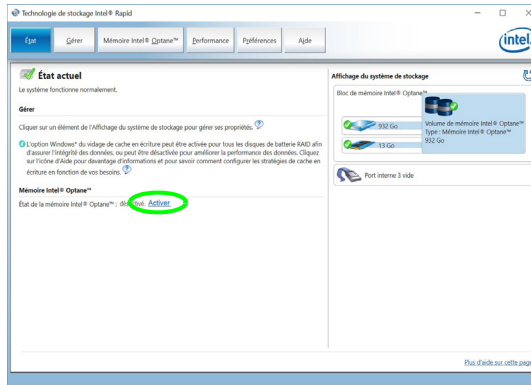 Technologie de stockage Intel® Rapid
État
Gérer
Mémoire Intel® Optane™
Performance
Préférences
Aide
intel
État actuel
Le système fonctionne normalement.
Gérer
Cliquer sur un élément de l'Affichage du système de stockage pour gérer ses propriétés.
L'option Windows* du vidage de cache en écriture peut être activée pour tous les disques de batterie RAID afin
d'assurer l'intégrité des données, ou peut être désactivée pour améliorer la performance des données. Cliquez
sur l'icône d'Aide pour davantage d'informations et pour savoir comment configurer les stratégies de cache en
écriture en fonction de vos besoins.
Mémoire Intel® Optane™
État de la mémoire Intel® Optane™ : désactivé. Activer
Affichage du système de stockage
Bloc de mémoire Intel® Optane™
932 Go
13 Go
Volume de mémoire Intel® Optane™
Type : Mémoire Intel® Optane™
932 Go
Port interne 3 vide
Plus d'aide sur cette page